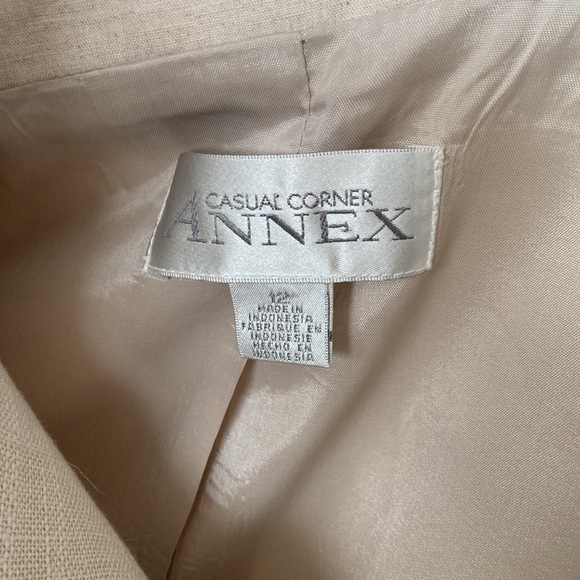 CASUAL CORNER
ANNEX
12
MADE IN
INDONESIA
FABRIQUE EN
INDONESIE
HECHO EN
INDONESIA